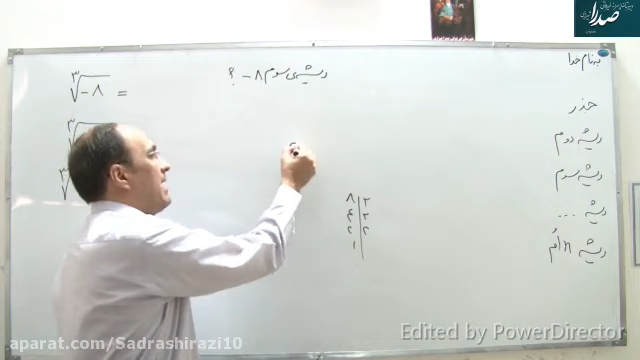 به نام خدا
جذر
ریشه دوم
ریشه سوم
ریشه ...
ریشه n اُم
ریشه‌ی سوم ۸- ؟
∛-۸ =
۸ | ۲
۴ | ۲
۲ | ۲
۱ |
صدرا
aparat.com/Sadrashirazi10
Edited by PowerDirector